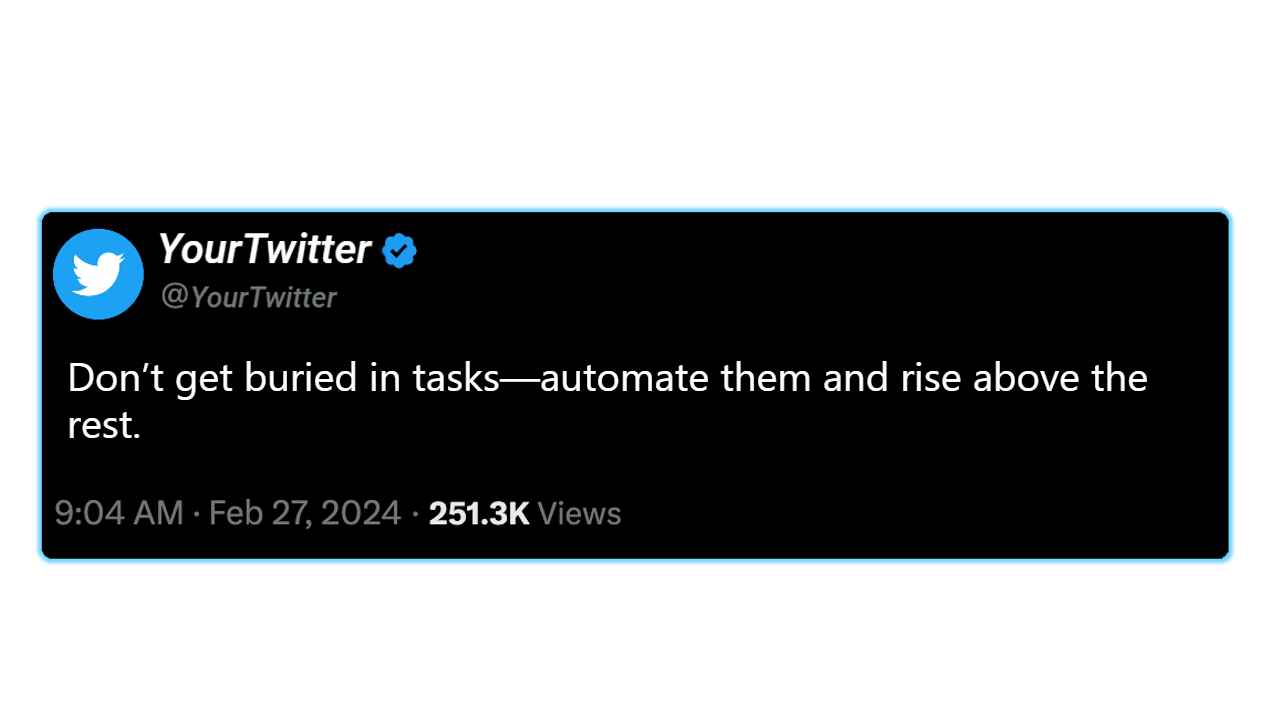 YourTwitter
@YourTwitter
Don’t get buried in tasks—automate them and rise above the
rest.
9:04 AM · Feb 27, 2024 · 251.3K Views